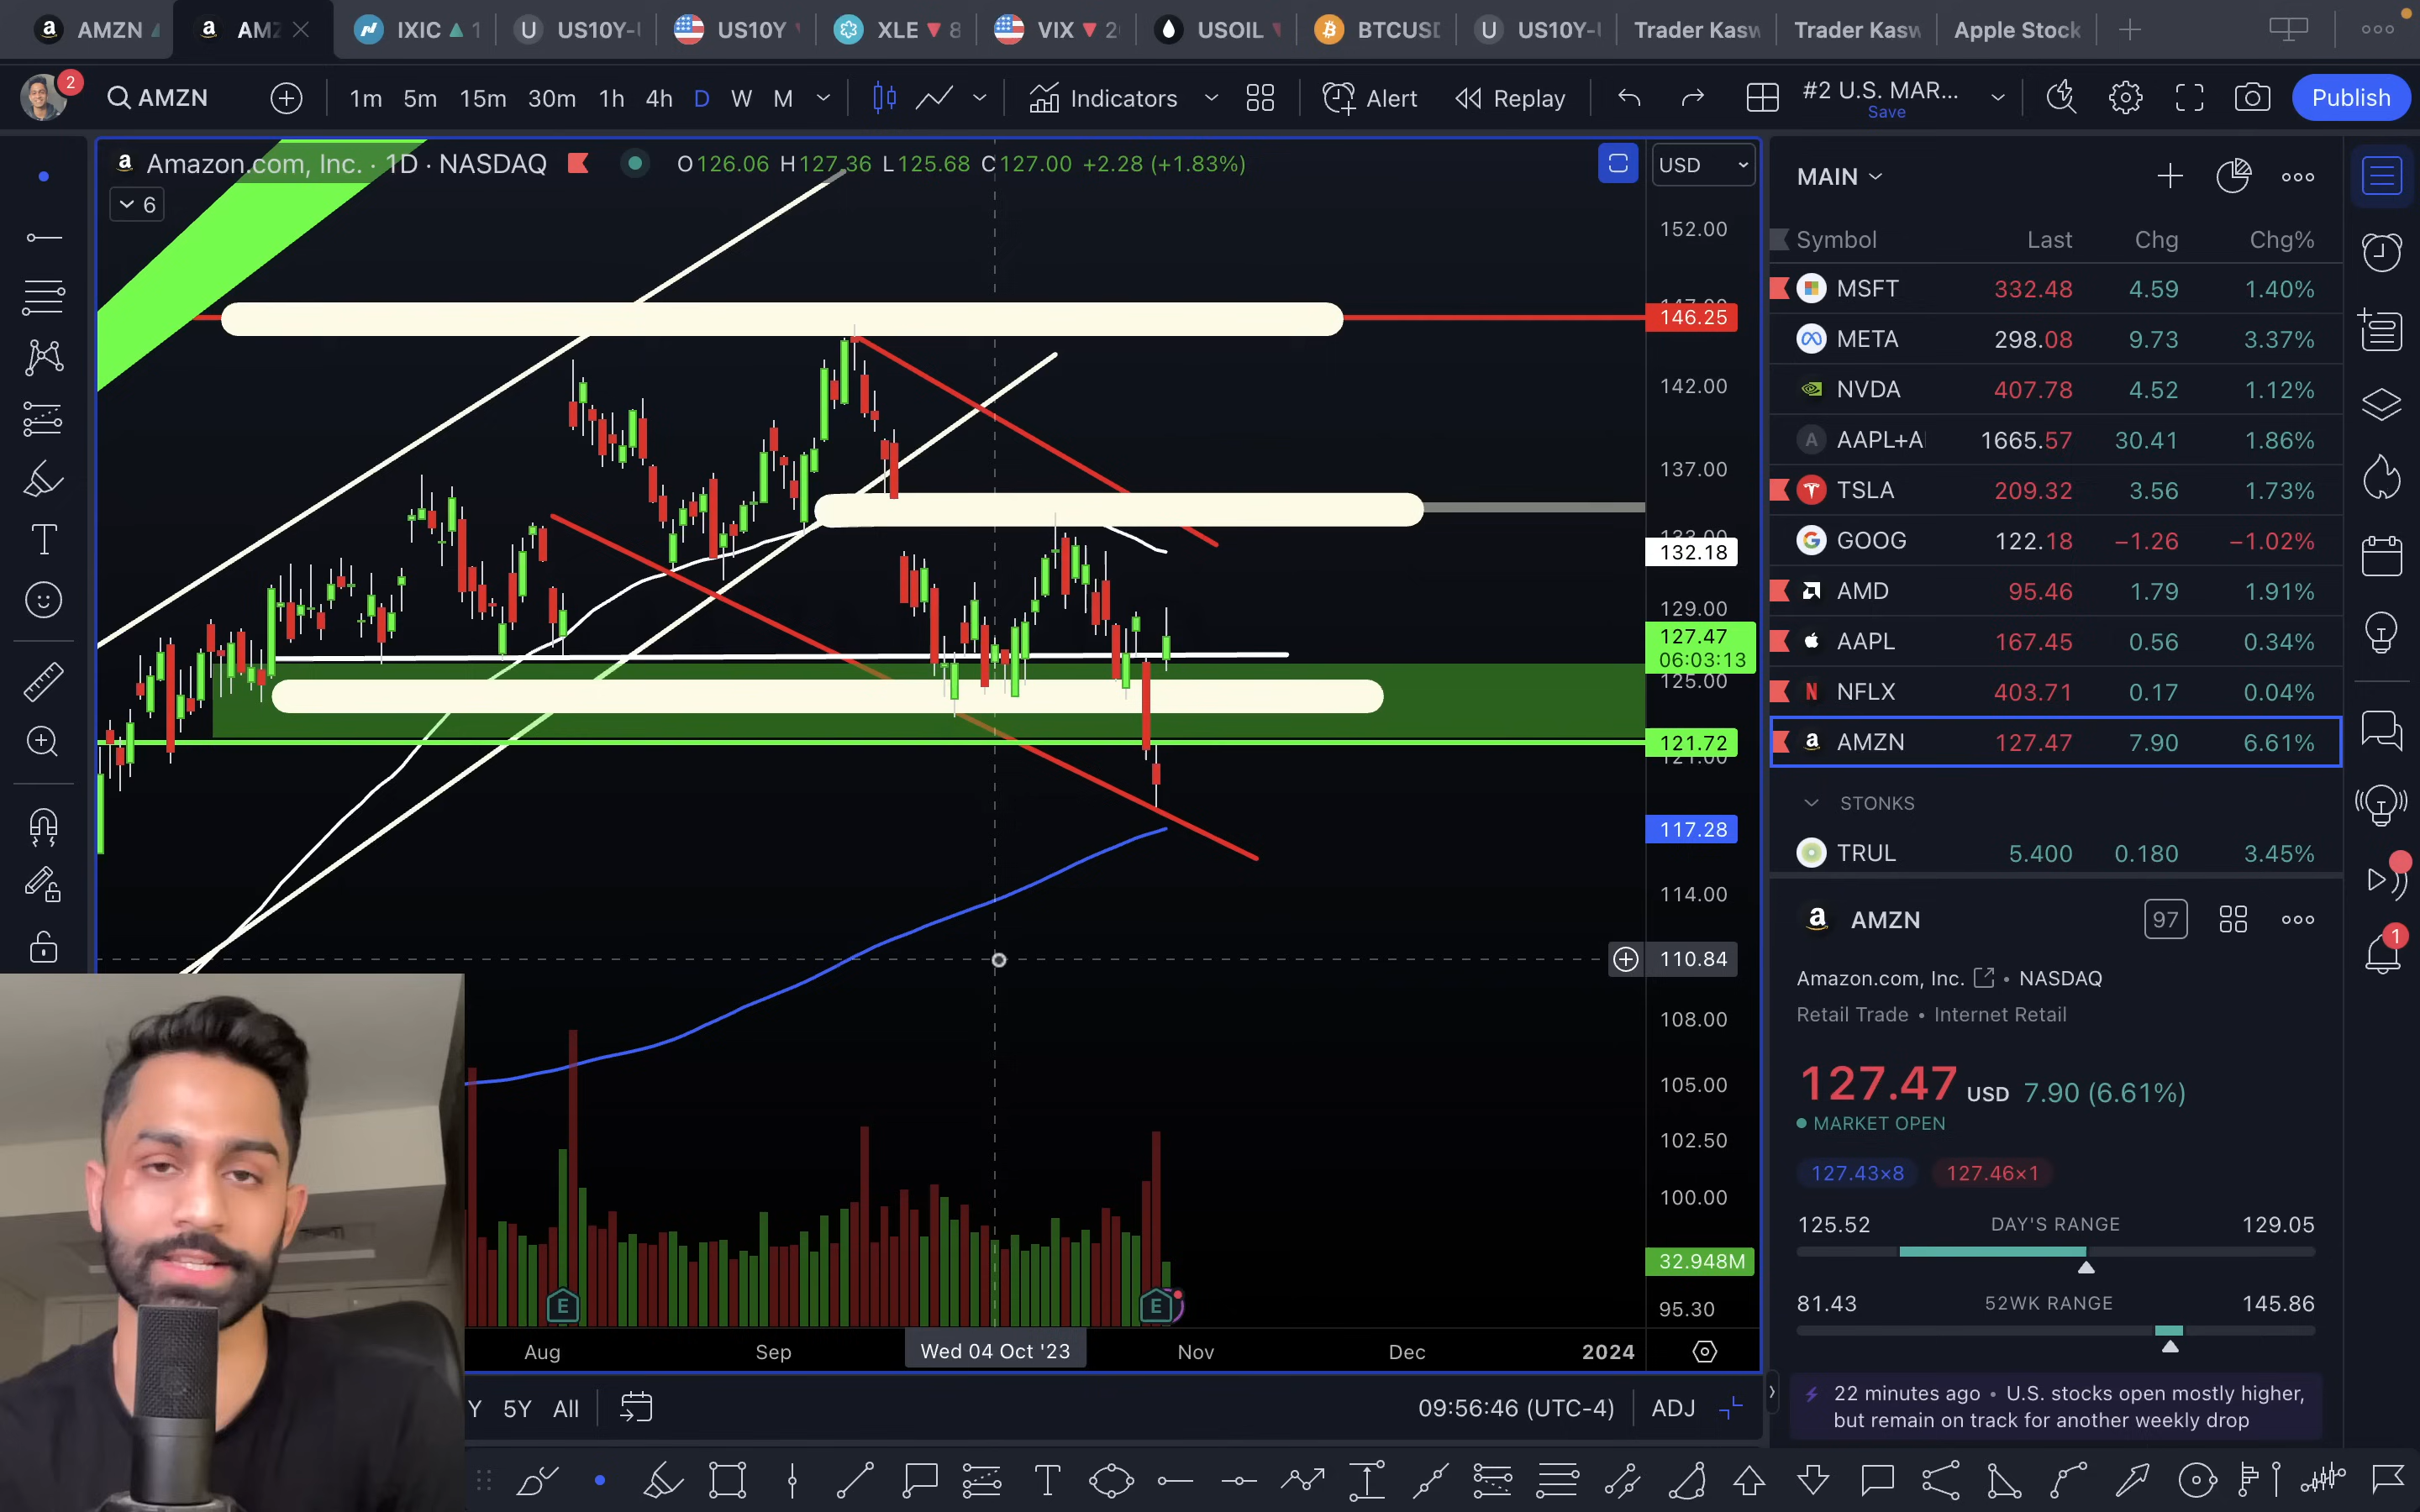 AMZN
AMZ
IXIC 1
US10Y-
US10Y
XLE 8
VIX 2
USOIL
BTCUSD
US10Y-
Trader Kasw
Trader Kasw
Apple Stock
2
AMZN
1m 5m 15m 30m 1h 4h D W M
Indicators
Alert
Replay
#2 U.S. MAR...
Save
Publish
Amazon.com, Inc. · 1D · NASDAQ
O126.06 H127.36 L125.68 C127.00 +2.28 (+1.83%)
6
USD
152.00
146.25
142.00
137.00
132.18
129.00
127.47
06:03:13
125.00
121.72
121.00
117.28
114.00
110.84
108.00
105.00
102.50
100.00
32.948M
95.30
E
E
Aug
Sep
Wed 04 Oct '23
Nov
Dec
2024
Y 5Y All
09:56:46 (UTC-4)
ADJ
MAIN
Symbol Last Chg Chg%
MSFT 332.48 4.59 1.40%
META 298.08 9.73 3.37%
NVDA 407.78 4.52 1.12%
A AAPL+A 1665.57 30.41 1.86%
TSLA 209.32 3.56 1.73%
GOOG 122.18 −1.26 −1.02%
AMD 95.46 1.79 1.91%
AAPL 167.45 0.56 0.34%
NFLX 403.71 0.17 0.04%
AMZN 127.47 7.90 6.61%
STONKS
TRUL 5.400 0.180 3.45%
AMZN
97
Amazon.com, Inc. • NASDAQ
Retail Trade • Internet Retail
127.47 USD 7.90 (6.61%)
MARKET OPEN
127.43×8 127.46×1
125.52 DAY'S RANGE 129.05
81.43 52WK RANGE 145.86
22 minutes ago • U.S. stocks open mostly higher,
but remain on track for another weekly drop
1